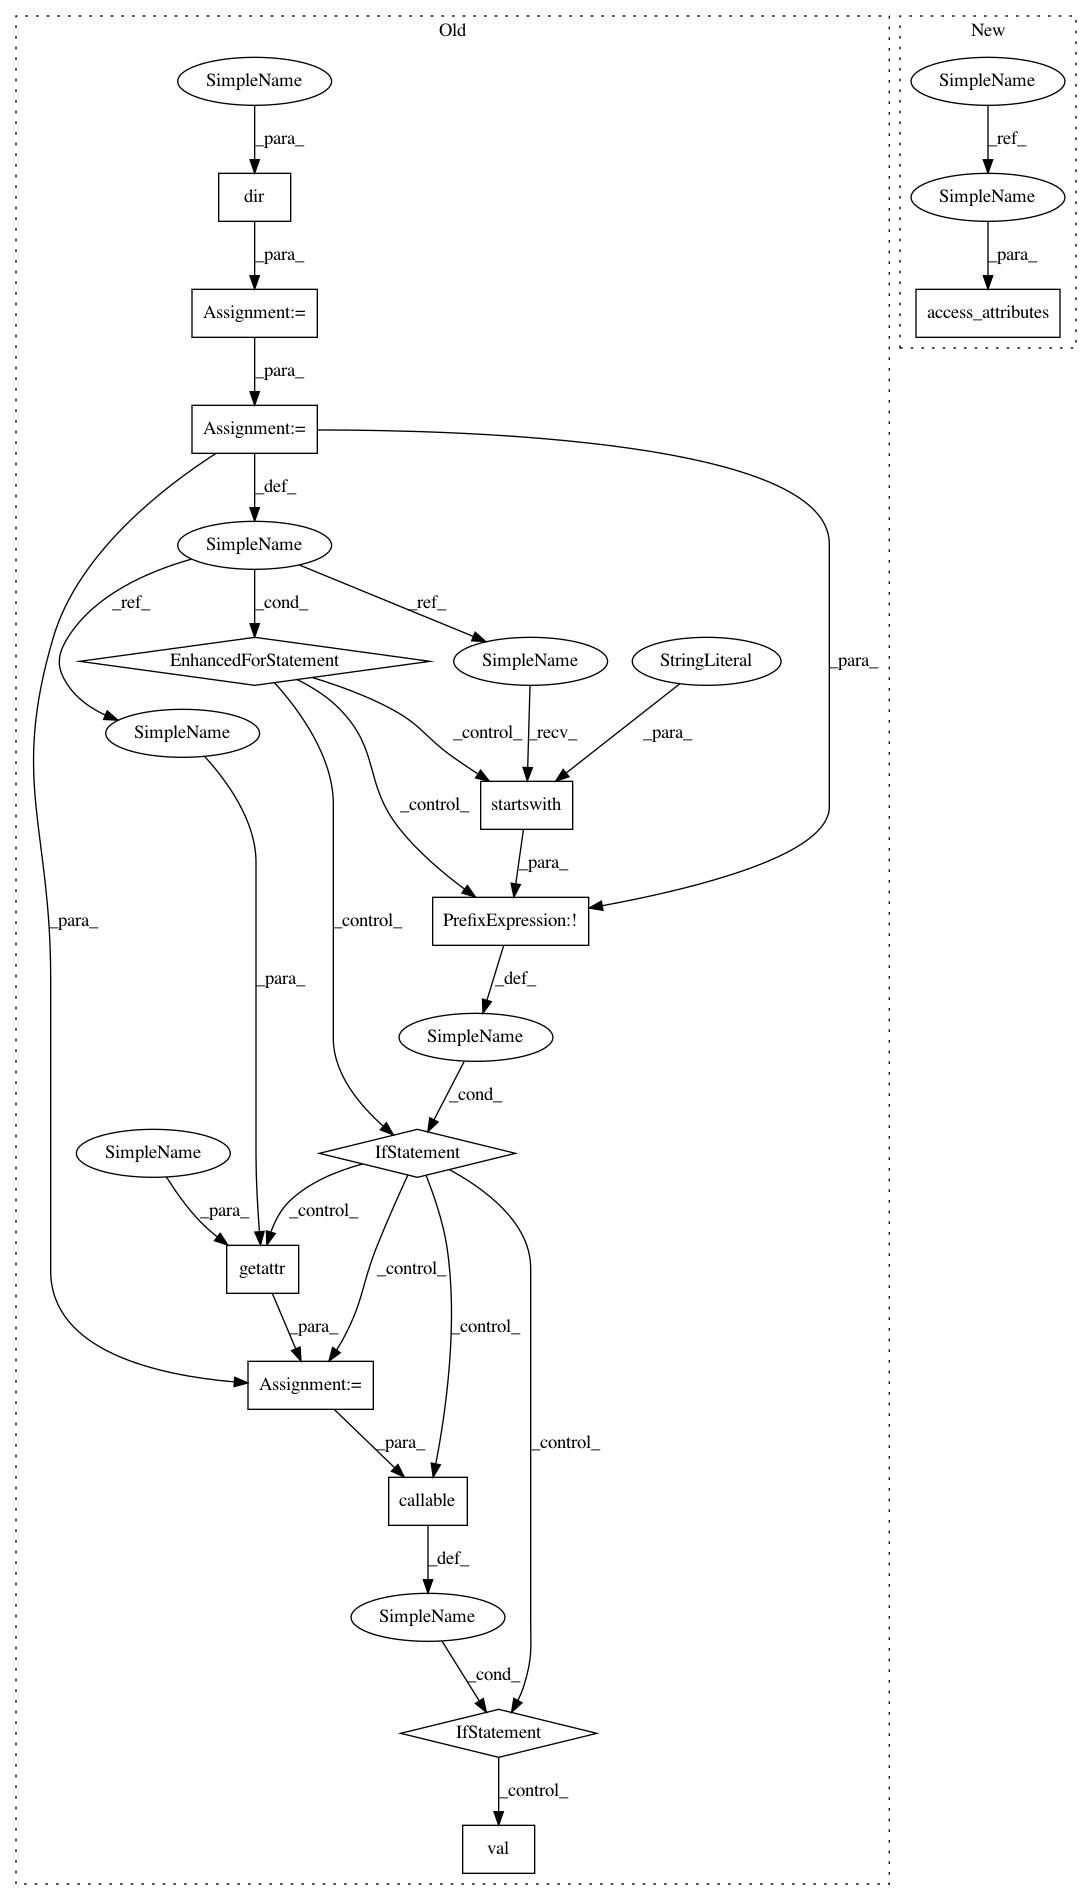 Old
New
SimpleName
SimpleName
_para_
_ref_
dir
SimpleName
_para_
_para_
Assignment:=
access_attributes
_para_
Assignment:=
_def_
SimpleName
_ref_
_cond_
_ref_
EnhancedForStatement
SimpleName
StringLiteral
_para_
SimpleName
_control_
_recv_
_para_
startswith
_control_
_para_
_para_
_control_
PrefixExpression:!
_para_
_def_
SimpleName
_cond_
SimpleName
IfStatement
_para_
_control_
getattr
_control_
_para_
_control_
Assignment:=
_para_
_control_
callable
_def_
SimpleName
_cond_
IfStatement
_control_
val